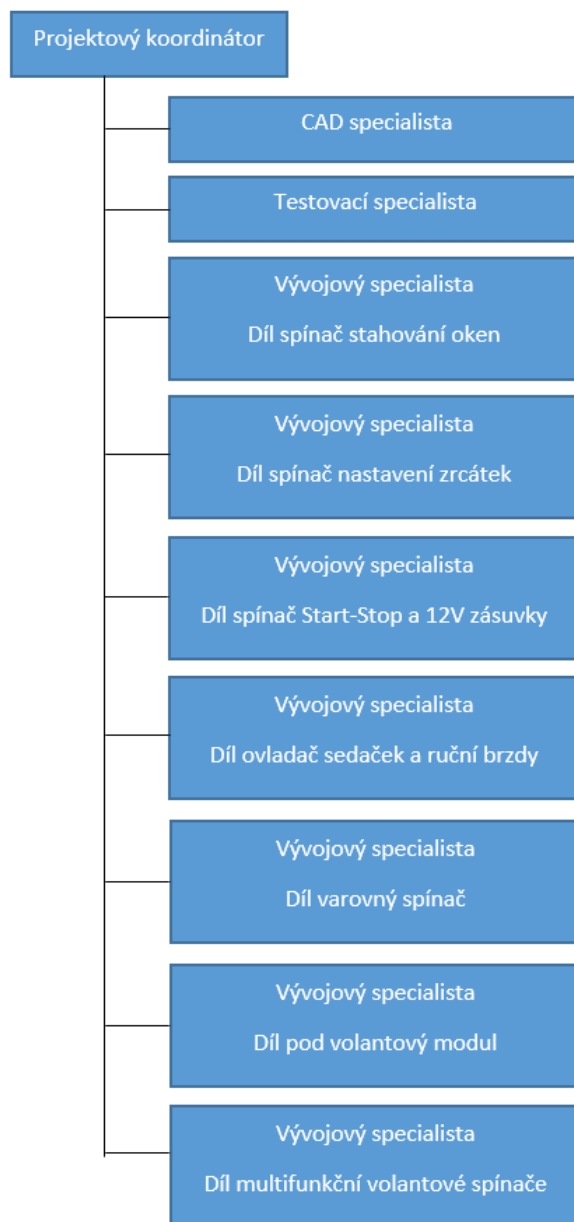 Projektový koordinátor
CAD specialista
Testovací specialista
Vývojový specialista
Díl spínač stahování oken
Vývojový specialista
Díl spínač nastavení zrcátek
Vývojový specialista
Díl spínač Start-Stop a 12V zásuvky
Vývojový specialista
Díl ovladač sedaček a ruční brzdy
Vývojový specialista
Díl varovný spínač
Vývojový specialista
Díl pod volantový modul
Vývojový specialista
Díl multifunkční volantové spínače